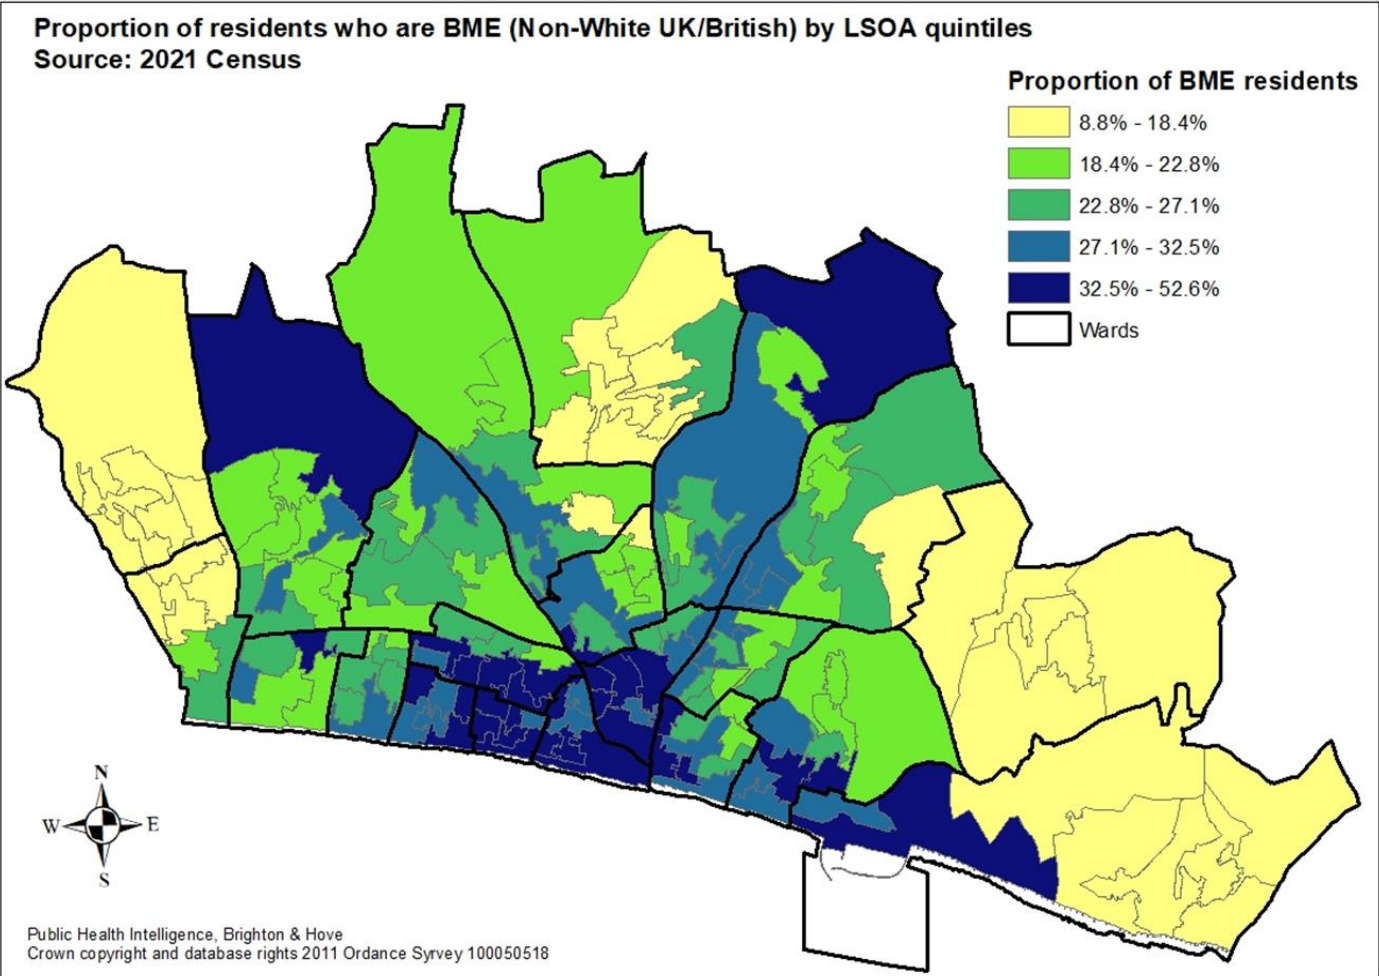 Proportion of residents who are BME (Non-White UK/British) by LSOA quintiles
Source: 2021 Census
Proportion of BME residents
8.8% - 18.4%
18.4% - 22.8%
22.8% - 27.1%
27.1% - 32.5%
32.5% - 52.6%
Wards
N
W
E
S
Public Health Intelligence, Brighton & Hove
Crown copyright and database rights 2011 Ordance Syrvey 100050518